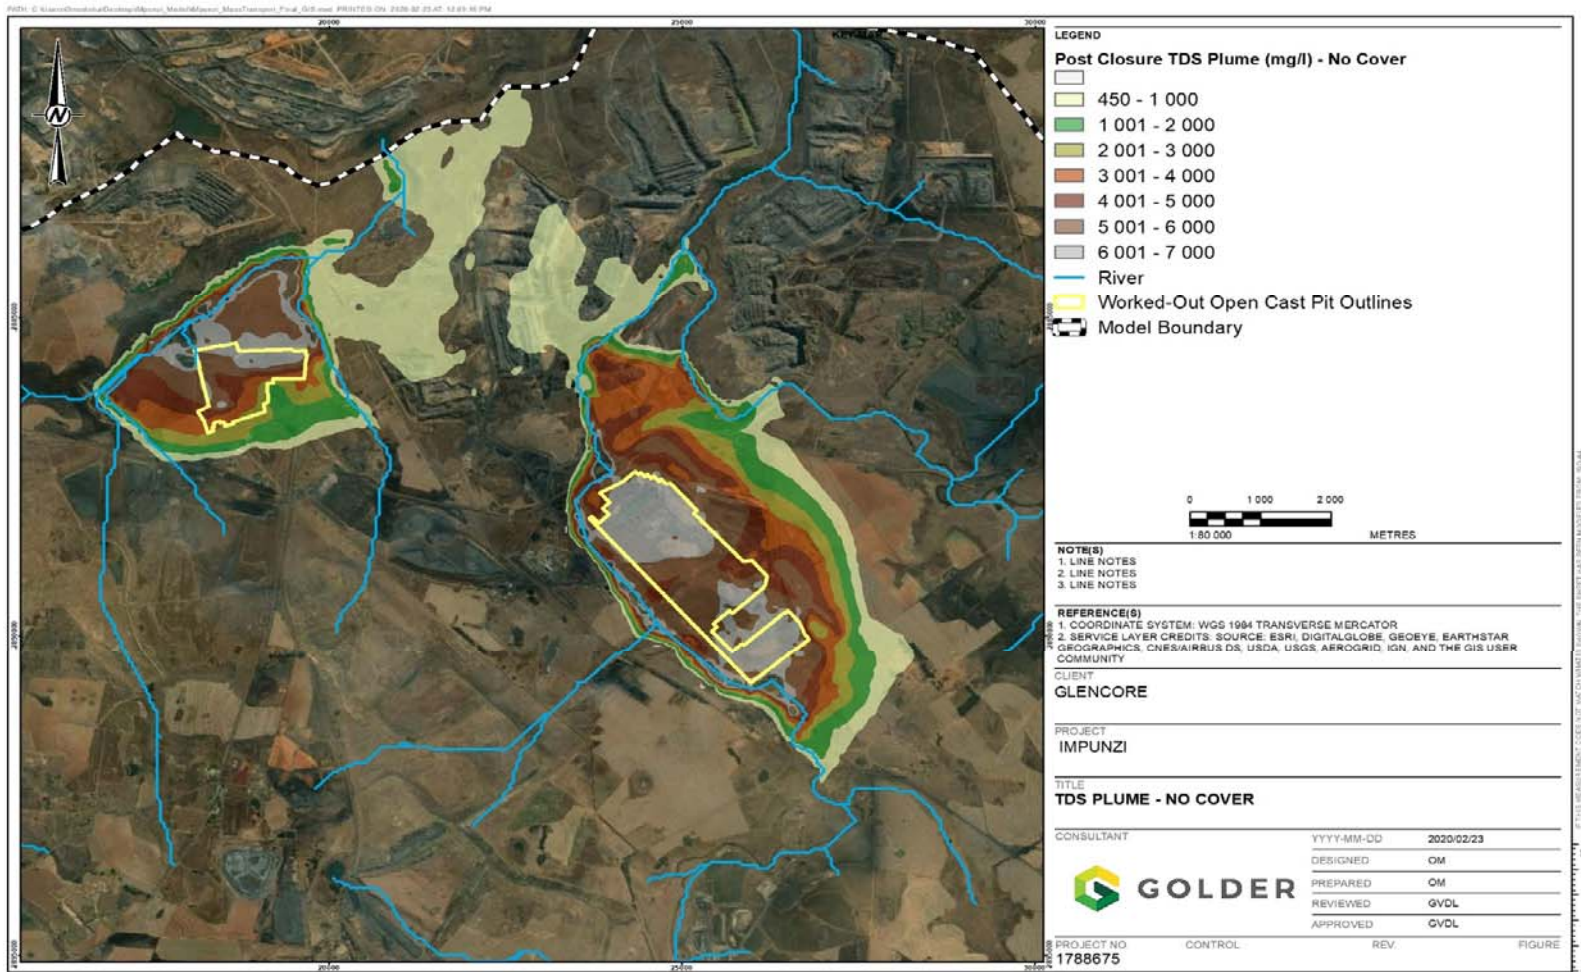 20000
25000
30000
N
LEGEND
Post Closure TDS Plume (mg/l) - No Cover
450 - 1 000
1 001 - 2 000
2 001 - 3 000
3 001 - 4 000
4 001 - 5 000
5 001 - 6 000
6 001 - 7 000
River
Worked-Out Open Cast Pit Outlines
Model Boundary
0 1 000 2 000
1:80 000 METRES
NOTE(S)
1. LINE NOTES
2. LINE NOTES
3. LINE NOTES
REFERENCE(S)
1. COORDINATE SYSTEM: WGS 1984 TRANSVERSE MERCATOR
2. SERVICE LAYER CREDITS: SOURCE: ESRI, DIGITALGLOBE, GEOEYE, EARTHSTAR
GEOGRAPHICS, CNES/AIRBUS DS, USDA, USGS, AEROGRID, IGN, AND THE GIS USER
COMMUNITY
CLIENT
GLENCORE
PROJECT
IMPUNZI
TITLE
TDS PLUME - NO COVER
CONSULTANT
GOLDER
YYYY-MM-DD 2020/02/23
DESIGNED OM
PREPARED OM
REVIEWED GVDL
APPROVED GVDL
PROJECT NO. CONTROL REV. FIGURE
1788675
20000
25000
30000